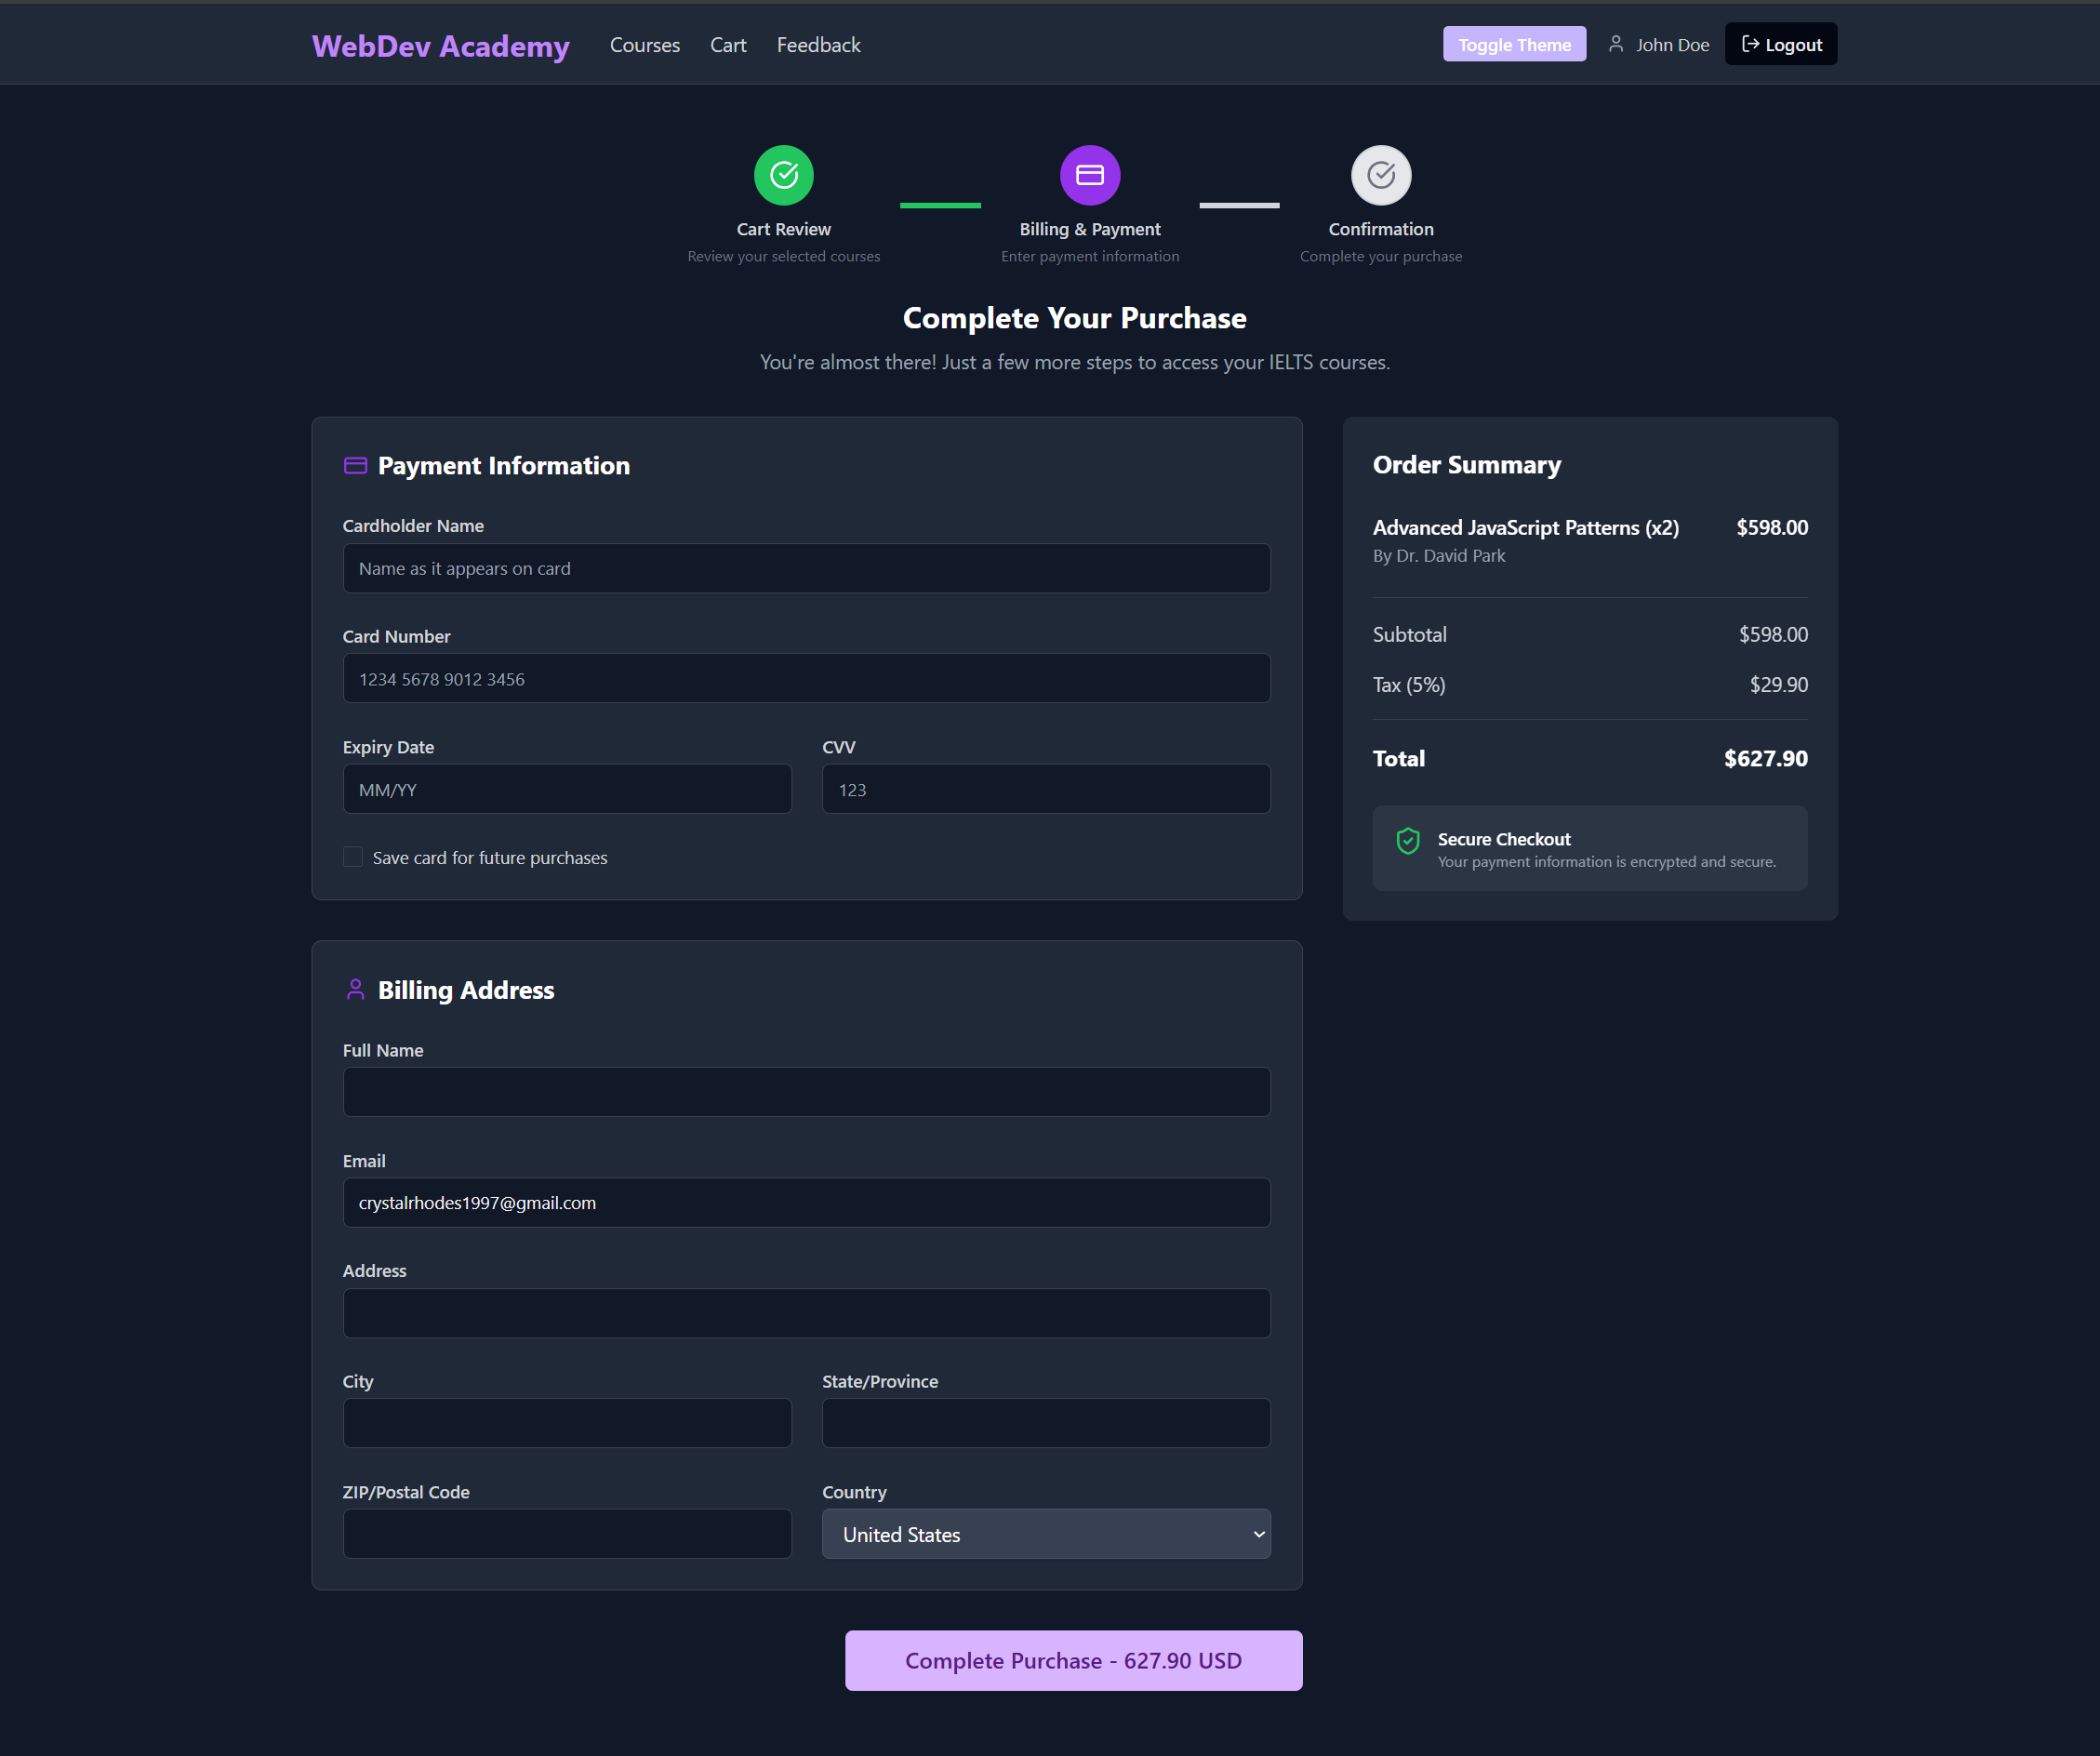 WebDev Academy
Courses
Cart
Feedback
Toggle Theme
John Doe
Logout
Cart Review
Review your selected courses
Billing & Payment
Enter payment information
Confirmation
Complete your purchase
Complete Your Purchase
You're almost there! Just a few more steps to access your IELTS courses.
Payment Information
Cardholder Name
Name as it appears on card
Card Number
1234 5678 9012 3456
Expiry Date
MM/YY
CVV
123
Save card for future purchases
Billing Address
Full Name
Email
crystalrhodes1997@gmail.com
Address
City
State/Province
ZIP/Postal Code
Country
United States
Complete Purchase - 627.90 USD
Order Summary
Advanced JavaScript Patterns (x2) $598.00
By Dr. David Park
Subtotal $598.00
Tax (5%) $29.90
Total $627.90
Secure Checkout
Your payment information is encrypted and secure.